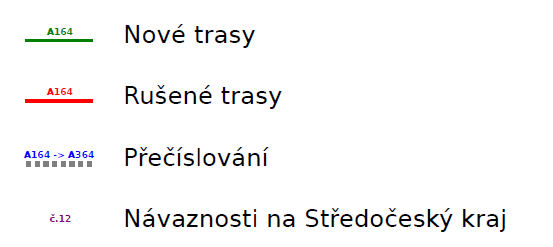 A164 Nové trasy
A164 Rušené trasy
A164 -> A364 Přečíslování
č.12 Návaznosti na Středočeský kraj